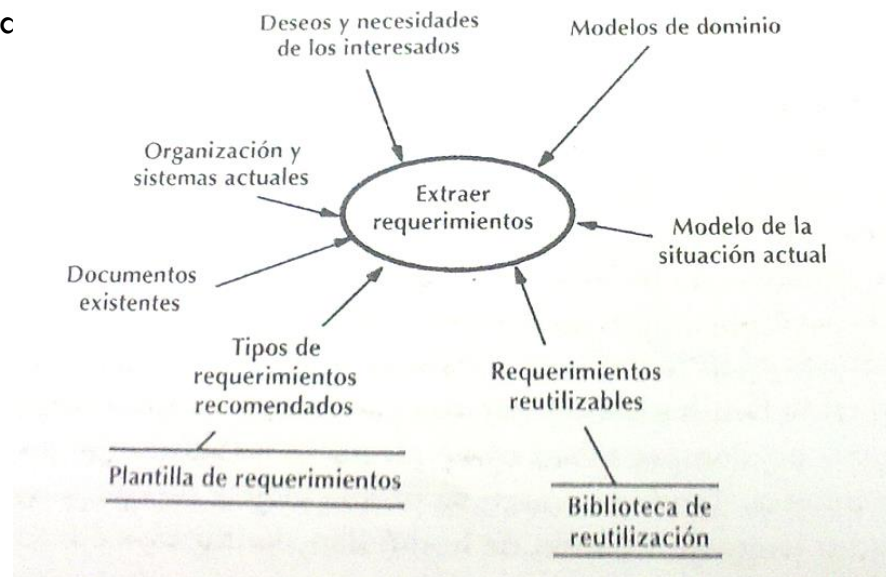 c
Deseos y necesidades
de los interesados
Modelos de dominio
Organización y
sistemas actuales
Extraer
requerimientos
Modelo de la
situación actual
Documentos
existentes
Tipos de
requerimientos
recomendados
Requerimientos
reutilizables
Plantilla de requerimientos
Biblioteca de
reutilización